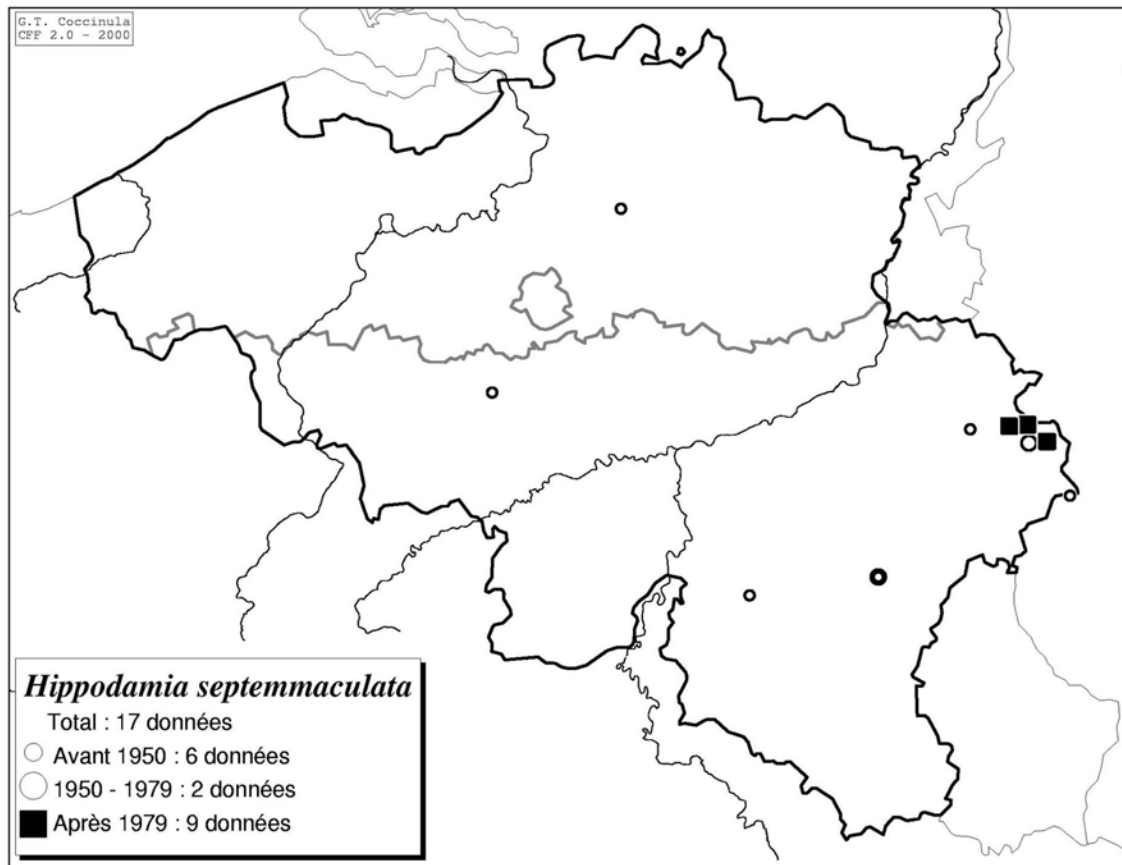 G.T. Coccinula
CFF 2.0 - 2000
Hippodamia septemmaculata
Total : 17 données
Avant 1950 : 6 données
1950 - 1979 : 2 données
Après 1979 : 9 données